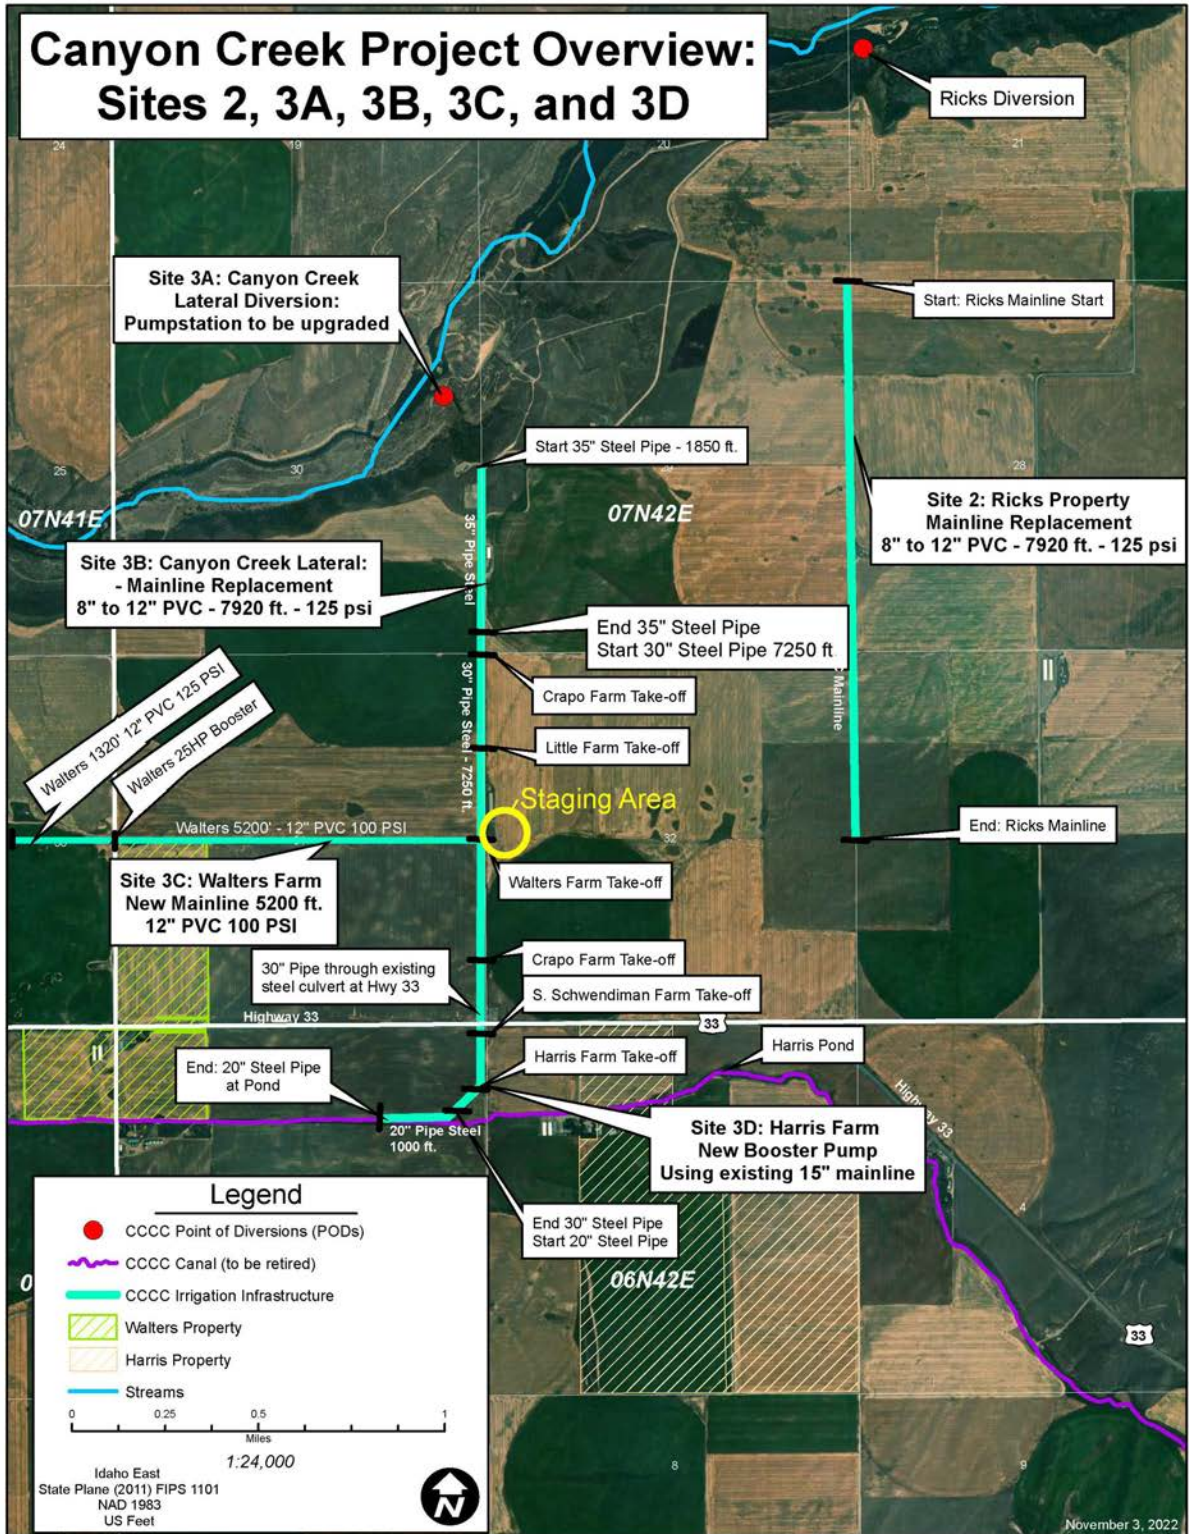 Canyon Creek Project Overview:
Sites 2, 3A, 3B, 3C, and 3D
Ricks Diversion
24
19
20
21
Site 3A: Canyon Creek
Lateral Diversion:
Pumpstation to be upgraded
Start: Ricks Mainline Start
Start 35" Steel Pipe - 1850 ft.
25
30
29
28
07N41E
07N42E
Site 2: Ricks Property
Mainline Replacement
8" to 12" PVC - 7920 ft. - 125 psi
35" Pipe Steel
Site 3B: Canyon Creek Lateral:
- Mainline Replacement
8" to 12" PVC - 7920 ft. - 125 psi
End 35" Steel Pipe
Start 30" Steel Pipe 7250 ft.
Crapo Farm Take-off
30" Pipe Steel - 7250 ft.
Mainline
Walters 1320' 12" PVC 125 PSI
Walters 25HP Booster
Little Farm Take-off
Staging Area
Walters 5200' - 12" PVC 100 PSI
32
End: Ricks Mainline
Site 3C: Walters Farm
New Mainline 5200 ft.
12" PVC 100 PSI
Walters Farm Take-off
30" Pipe through existing
steel culvert at Hwy 33
Crapo Farm Take-off
S. Schwendiman Farm Take-off
Highway 33
33
End: 20" Steel Pipe
at Pond
Harris Farm Take-off
Harris Pond
Highway 33
20" Pipe Steel
1000 ft.
Site 3D: Harris Farm
New Booster Pump
Using existing 15" mainline
End 30" Steel Pipe
Start 20" Steel Pipe
4
06N42E
33
8
9
Legend
CCCC Point of Diversions (PODs)
CCCC Canal (to be retired)
CCCC Irrigation Infrastructure
Walters Property
Harris Property
Streams
0 0.25 0.5 1
Miles
1:24,000
Idaho East
State Plane (2011) FIPS 1101
NAD 1983
US Feet
N
November 3, 2022